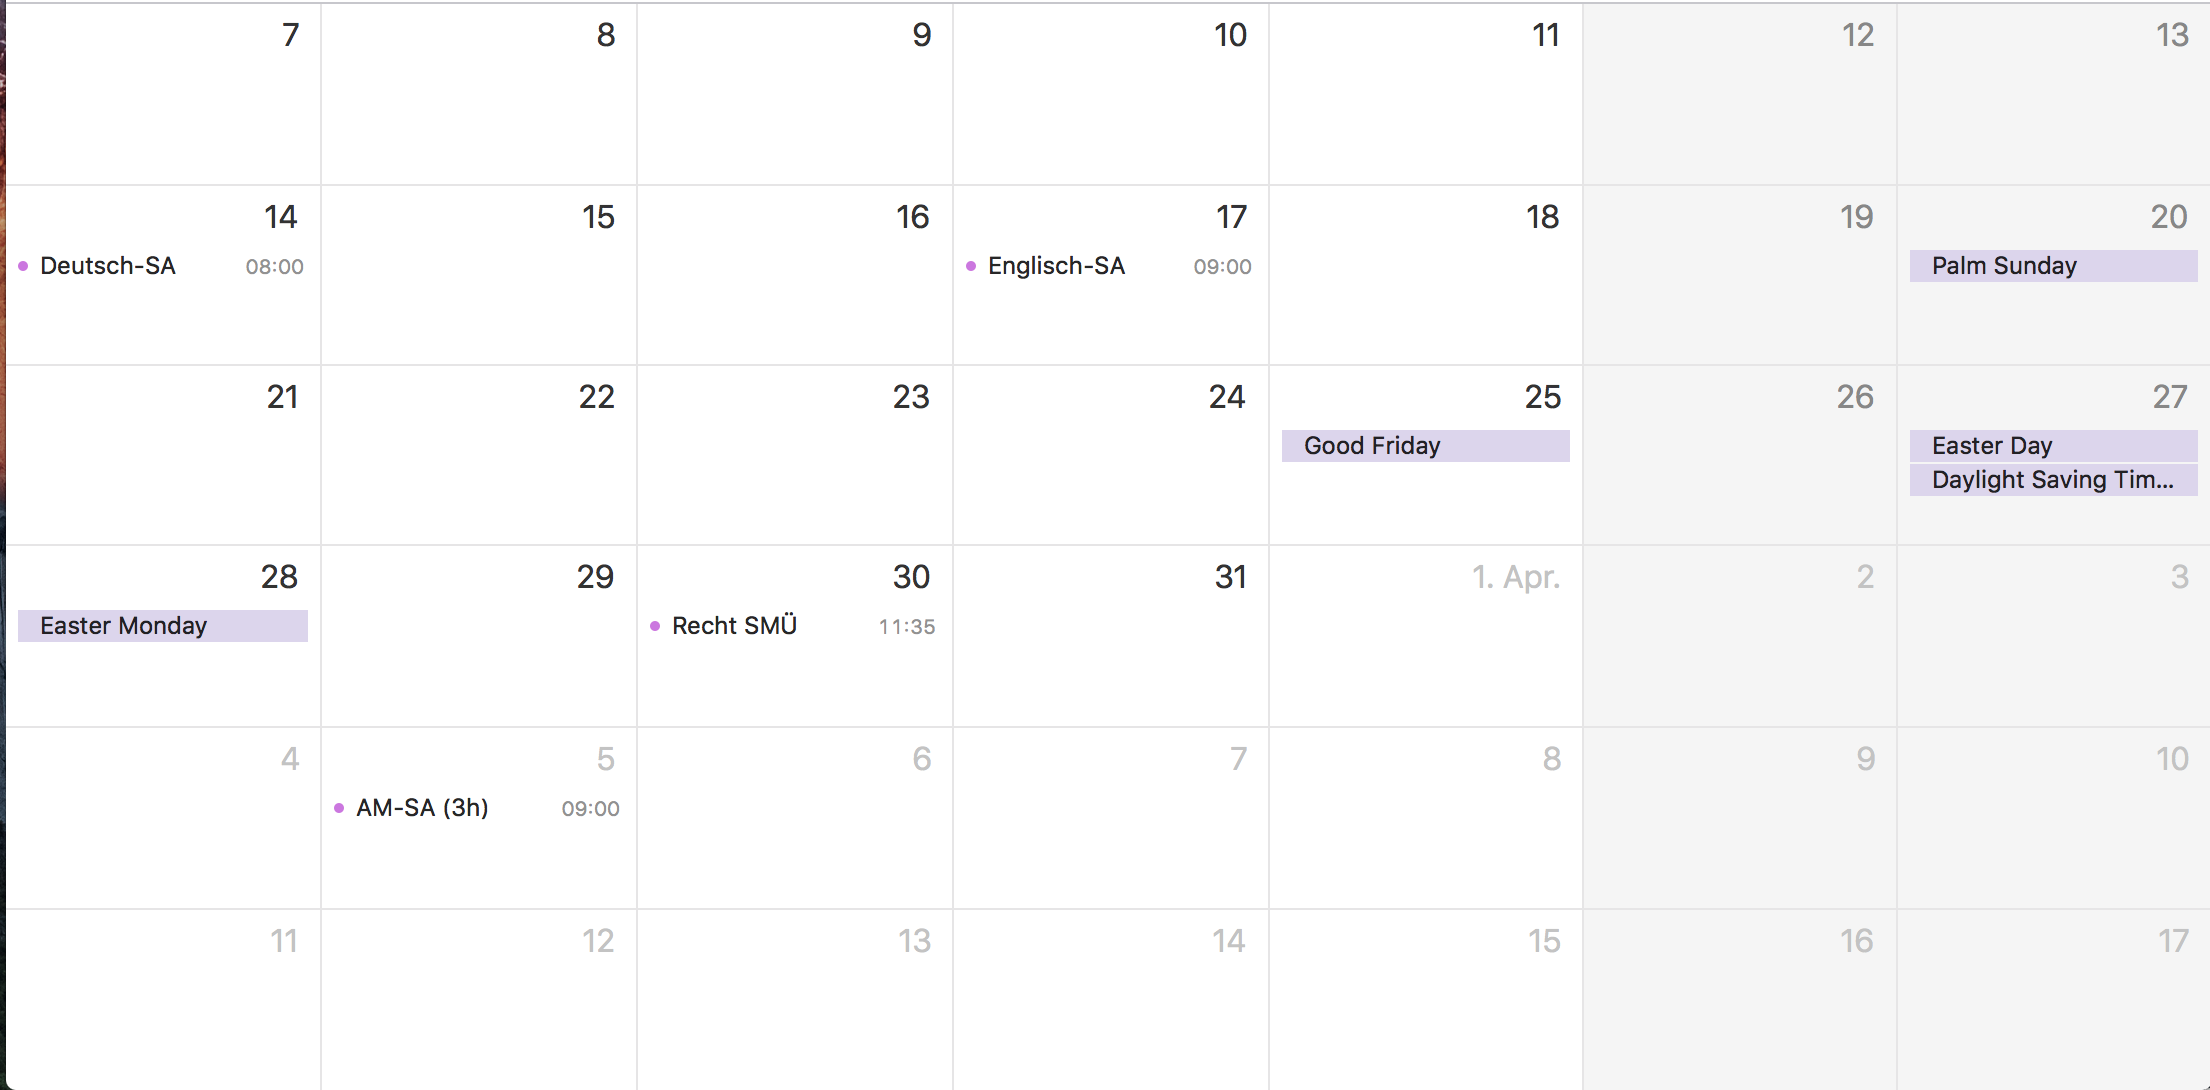 7 8 9 10 11 12 13
14 15 16 17 18 19 20
Deutsch-SA 08:00 Englisch-SA 09:00 Palm Sunday
21 22 23 24 25 26 27
Good Friday Easter Day
Daylight Saving Tim...
28 29 30 31 1. Apr. 2 3
Easter Monday Recht SMÜ 11:35
4 5 6 7 8 9 10
AM-SA (3h) 09:00
11 12 13 14 15 16 17